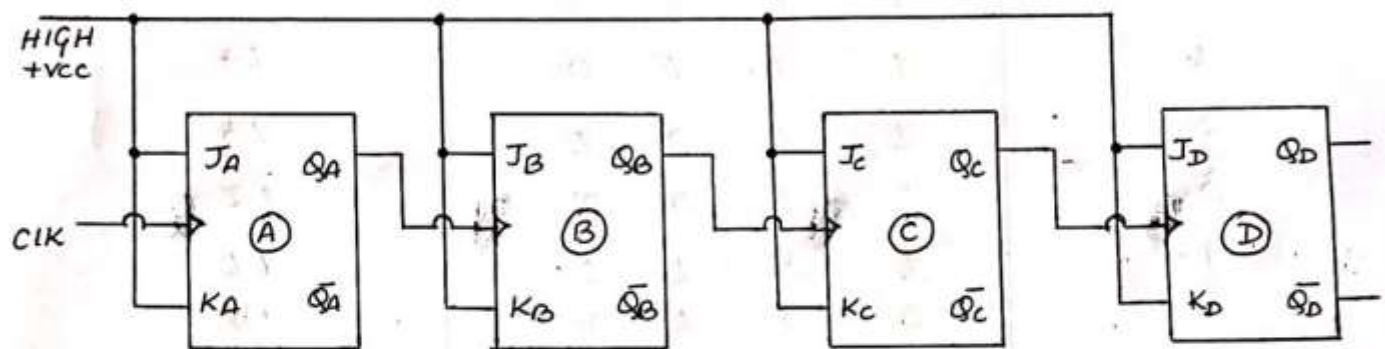 HIGH
+VCC
JA QA JB QB JC QC JD QD
CLK A B C D
KA Q̄A KB Q̄B KC Q̄C KD Q̄D